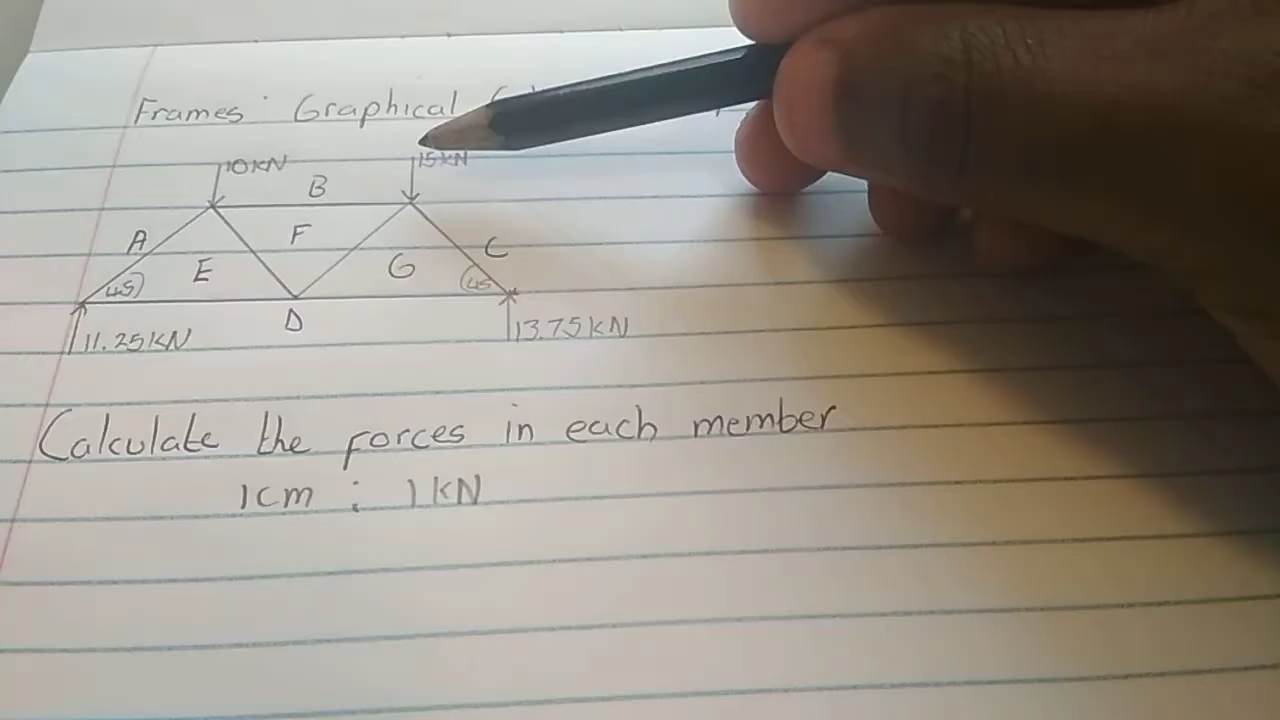 Frames: Graphical
10KN 15KN
B
A F C
E G
45 45
D
11.25KN 13.75KN
Calculate the forces in each member
1cm : 1KN